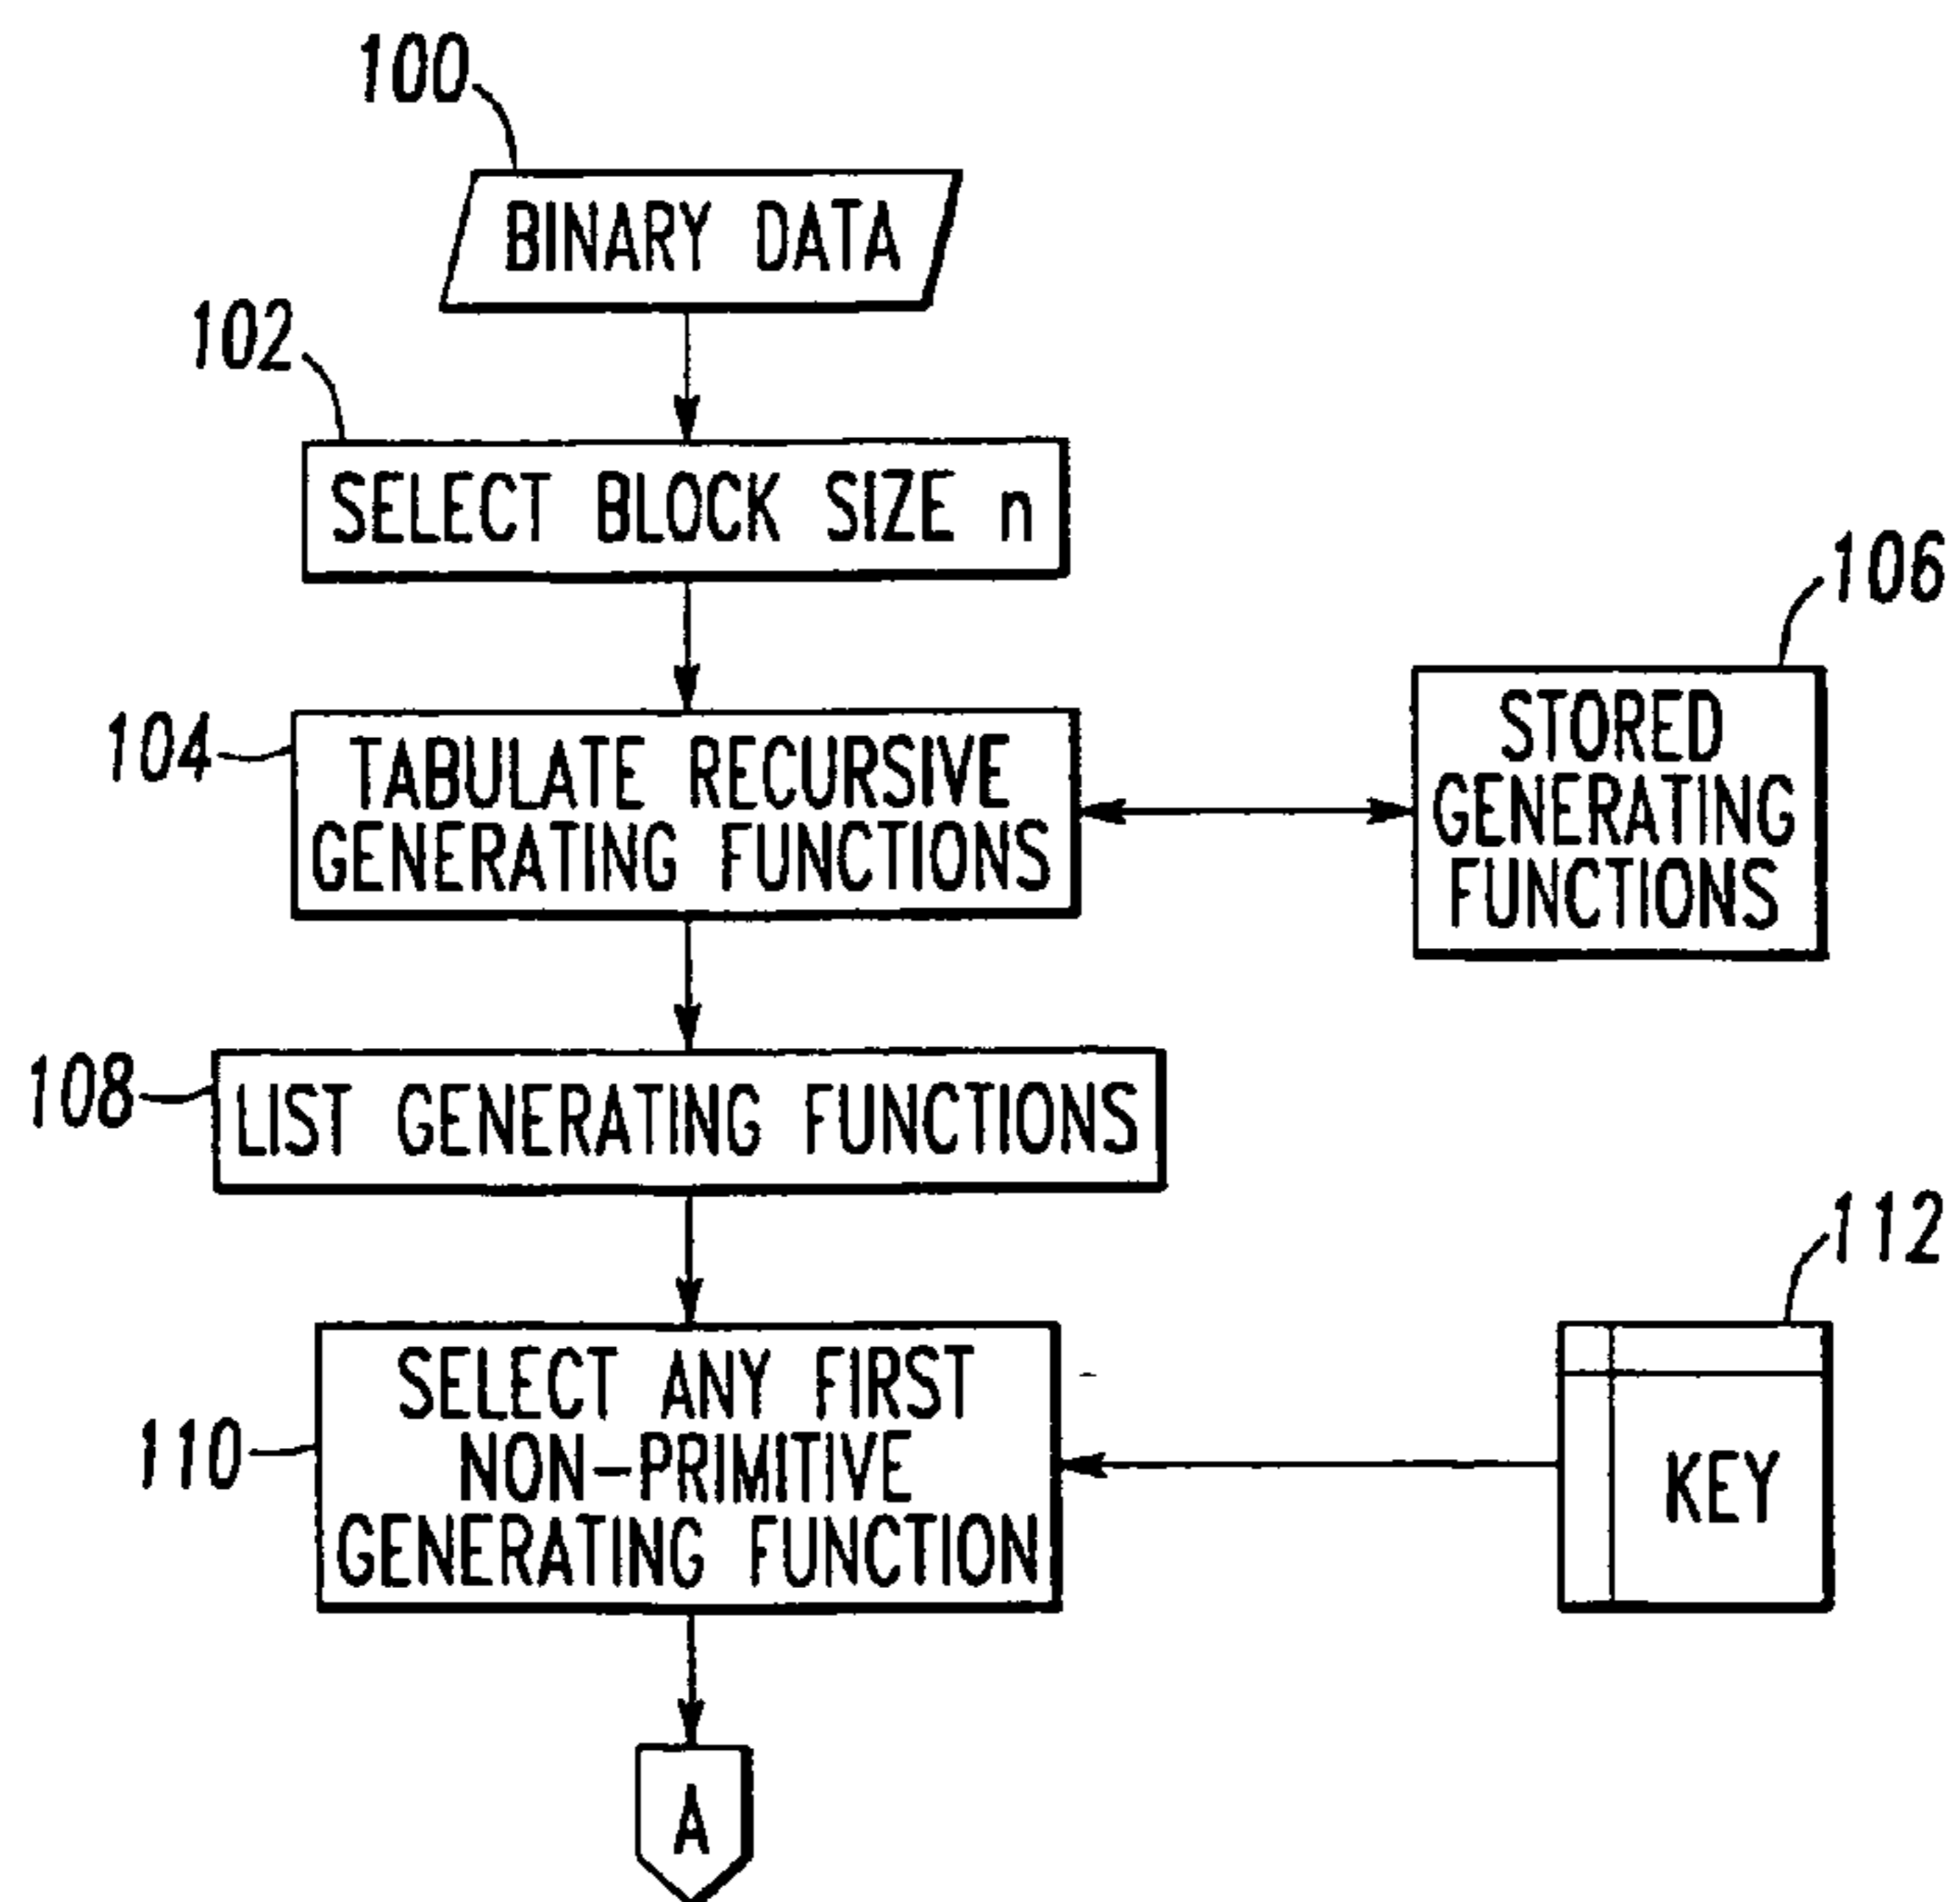 100
BINARY DATA
102
SELECT BLOCK SIZE n
106
104
TABULATE RECURSIVE
GENERATING FUNCTIONS
STORED
GENERATING
FUNCTIONS
108
LIST GENERATING FUNCTIONS
112
110
SELECT ANY FIRST
NON-PRIMITIVE
GENERATING FUNCTION
KEY
A